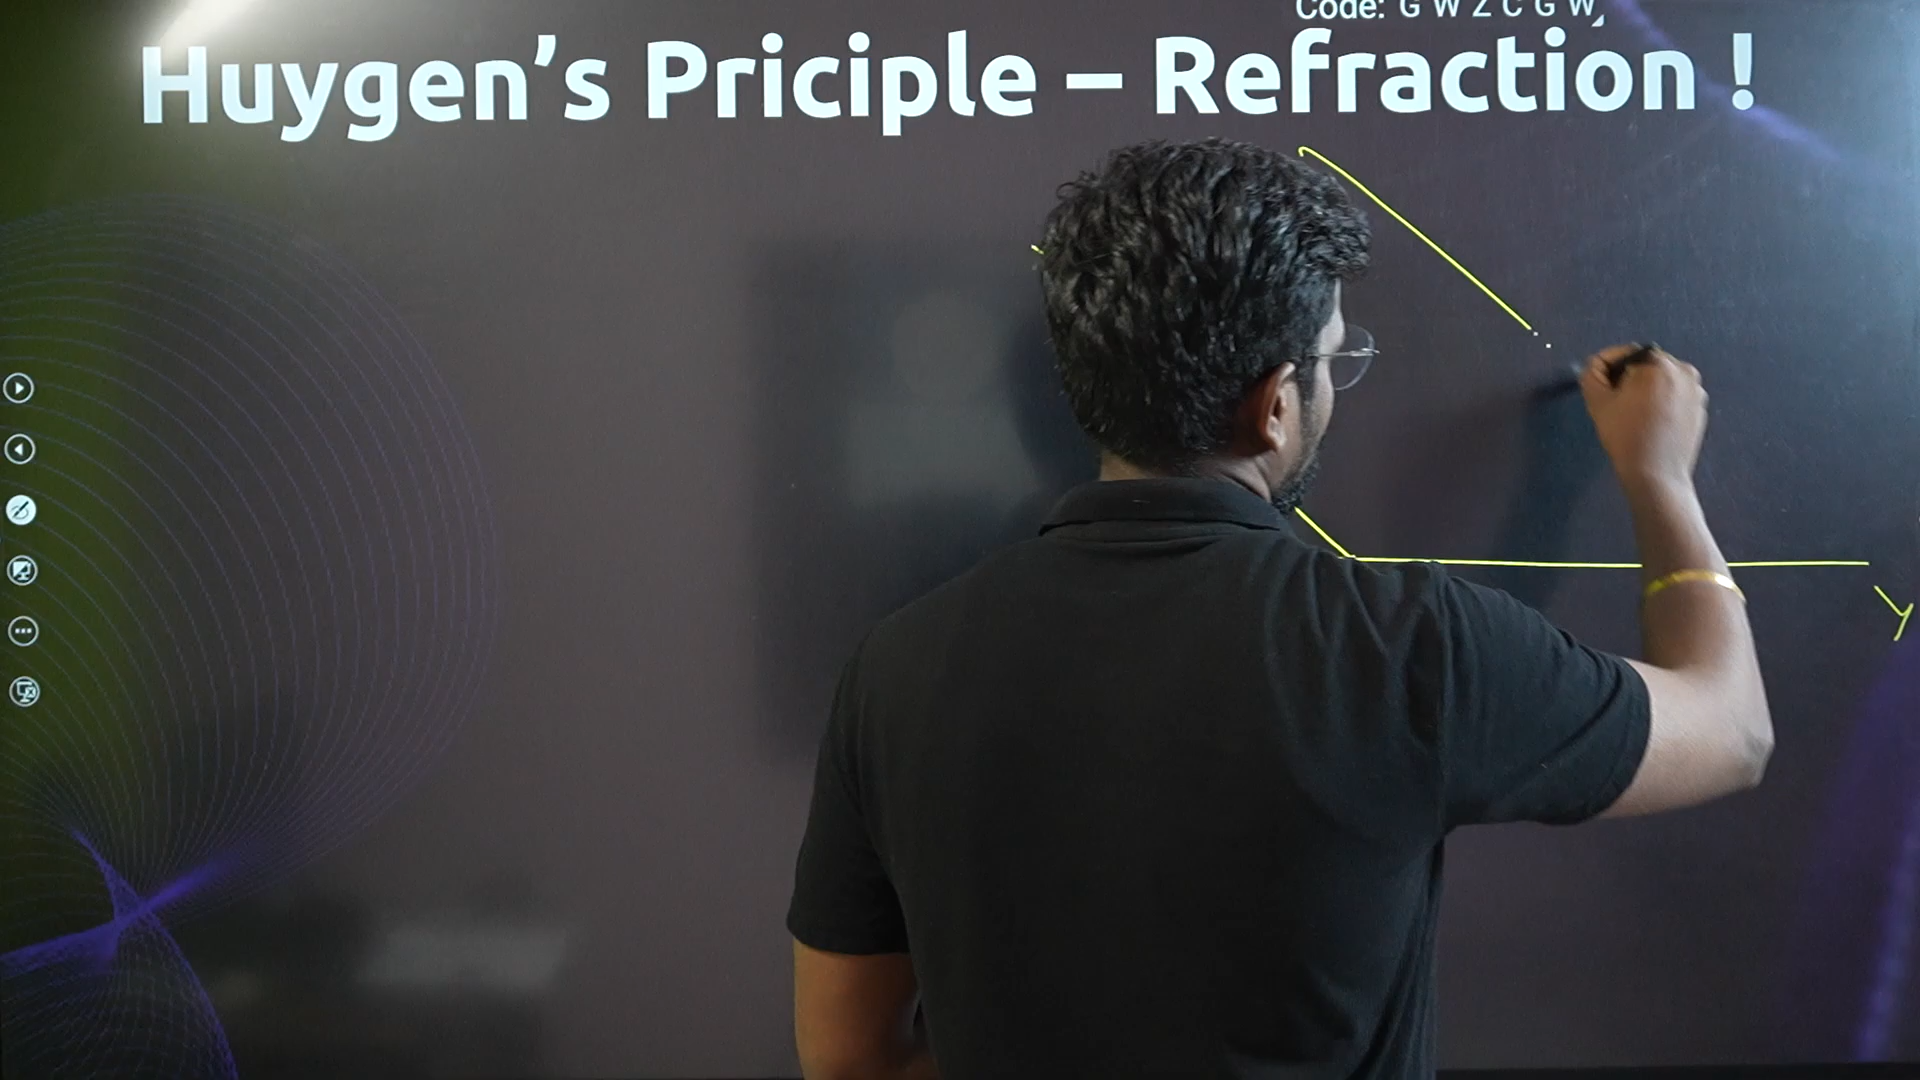 Code: G W Z C G W
Huygen’s Priciple – Refraction !
y